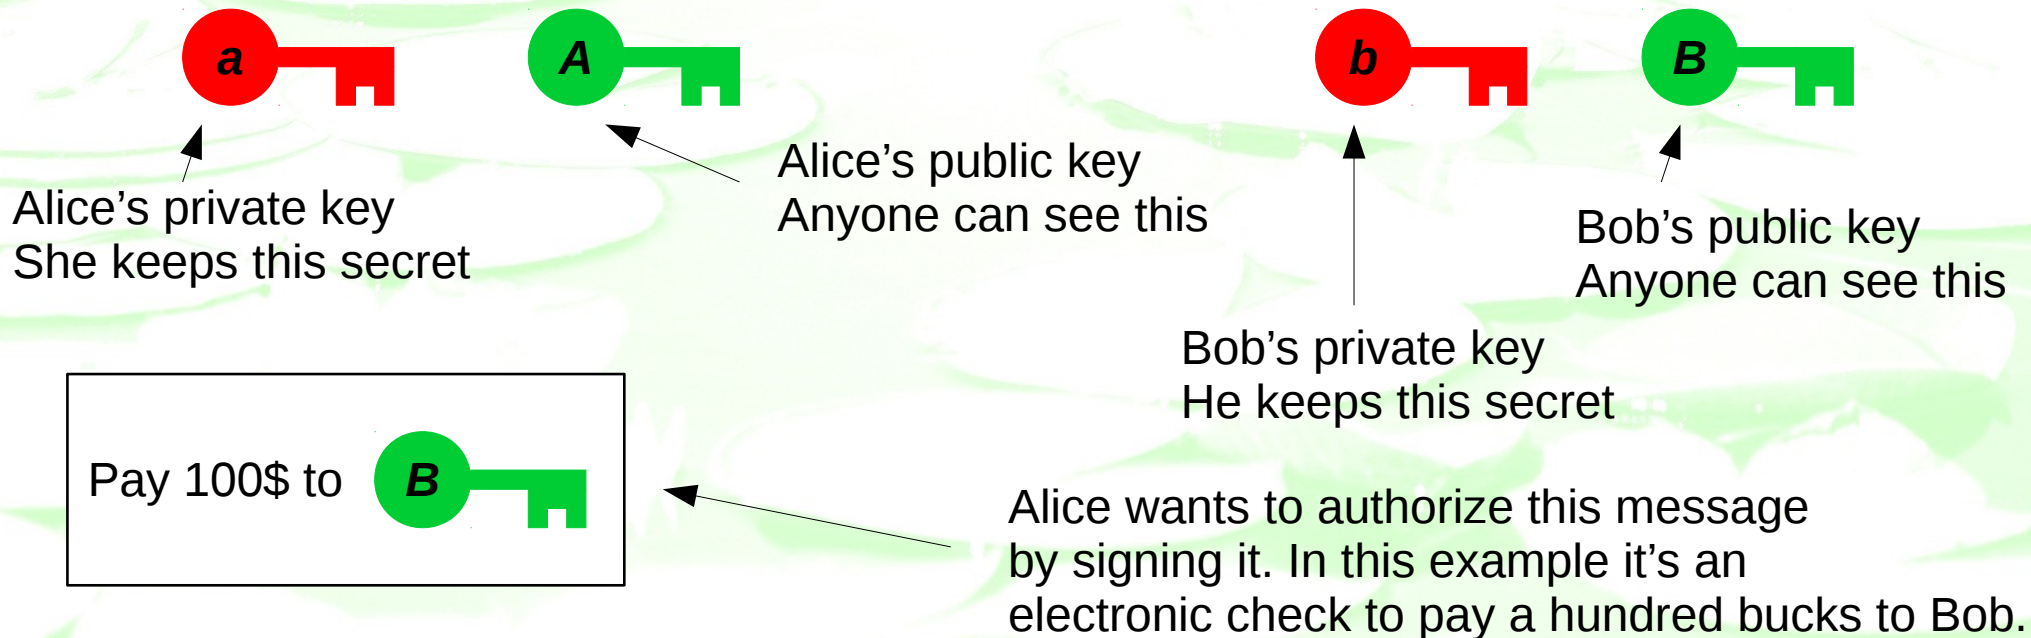 a
A
b
B
Alice’s private key
She keeps this secret
Alice’s public key
Anyone can see this
Bob’s private key
He keeps this secret
Bob’s public key
Anyone can see this
Pay 100$ to B
Alice wants to authorize this message
by signing it. In this example it’s an
electronic check to pay a hundred bucks to Bob.